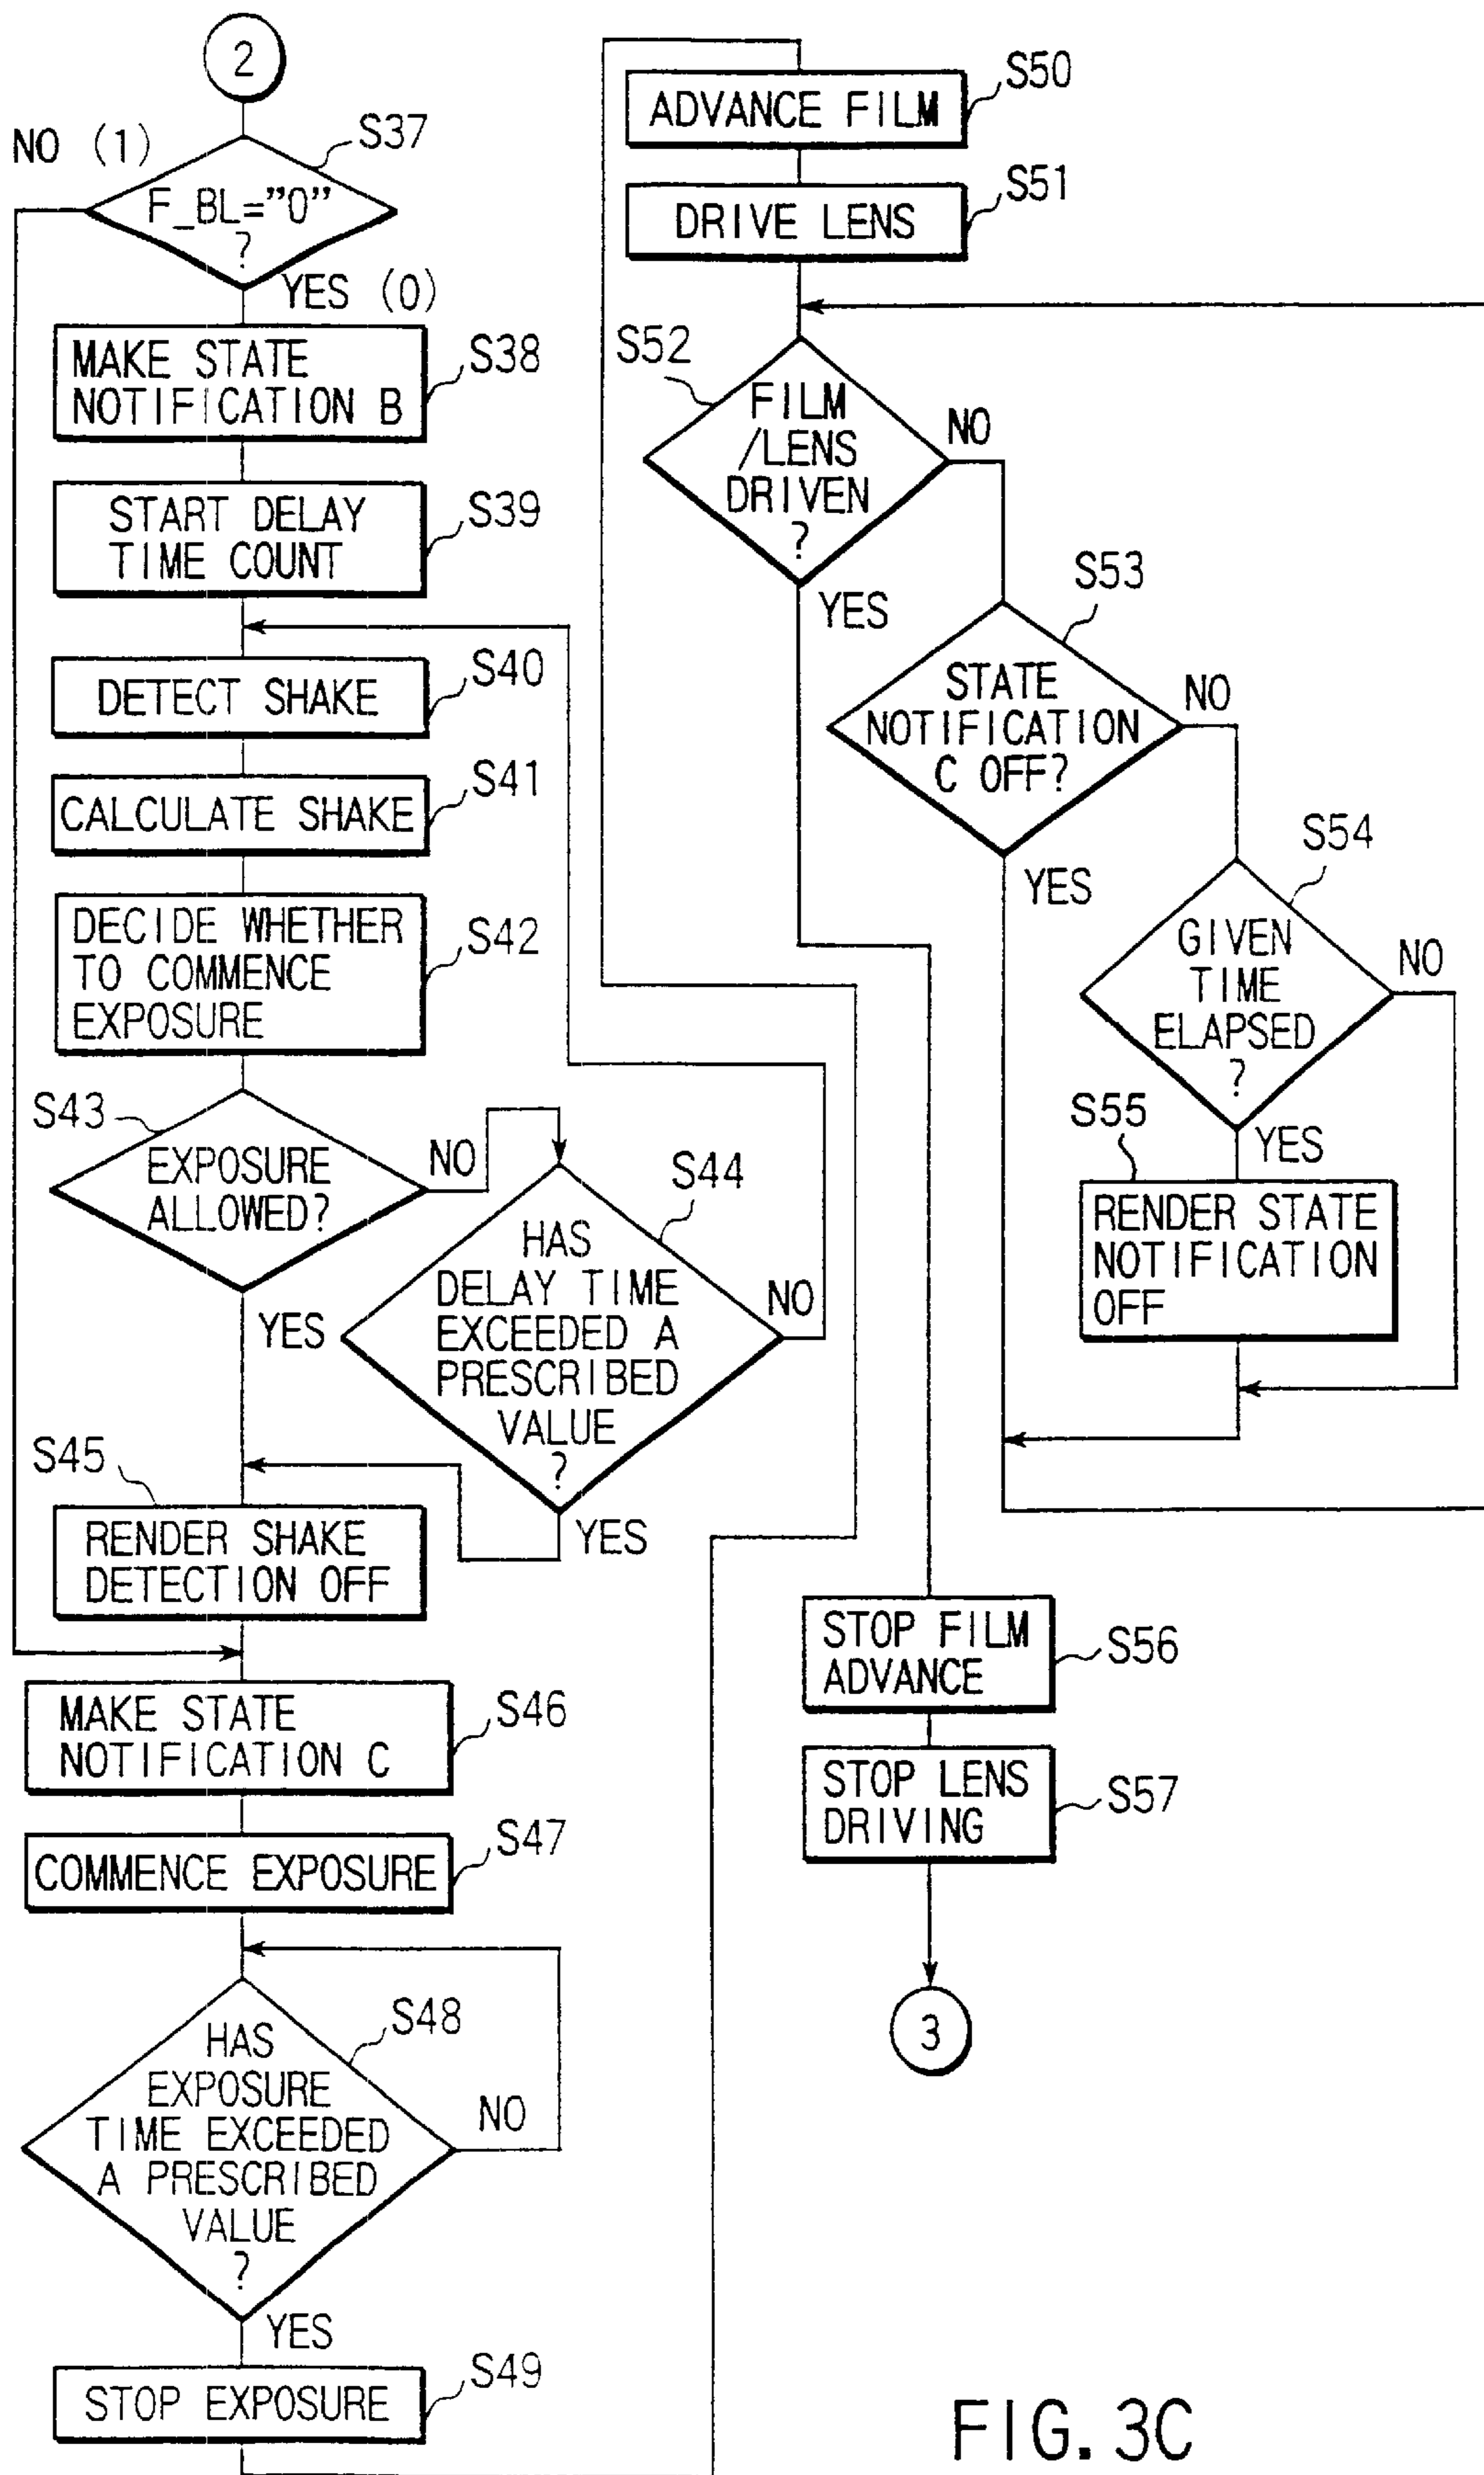 2
NO (1)
S37
F_BL="0"
?
YES (0)
MAKE STATE
NOTIFICATION B
S38
START DELAY
TIME COUNT
S39
DETECT SHAKE
S40
CALCULATE SHAKE
S41
DECIDE WHETHER
TO COMMENCE
EXPOSURE
S42
S43
EXPOSURE
ALLOWED?
NO
YES
S44
HAS
DELAY TIME
EXCEEDED A
PRESCRIBED
VALUE
?
NO
YES
S45
RENDER SHAKE
DETECTION OFF
MAKE STATE
NOTIFICATION C
S46
COMMENCE EXPOSURE
S47
HAS
EXPOSURE
TIME EXCEEDED
A PRESCRIBED
VALUE
?
S48
NO
YES
STOP EXPOSURE
S49
ADVANCE FILM
S50
DRIVE LENS
S51
S52
FILM
/LENS
DRIVEN
?
NO
YES
S53
STATE
NOTIFICATION
C OFF?
NO
YES
S54
GIVEN
TIME
ELAPSED
?
NO
YES
S55
RENDER STATE
NOTIFICATION
OFF
STOP FILM
ADVANCE
S56
STOP LENS
DRIVING
S57
3
FIG. 3C